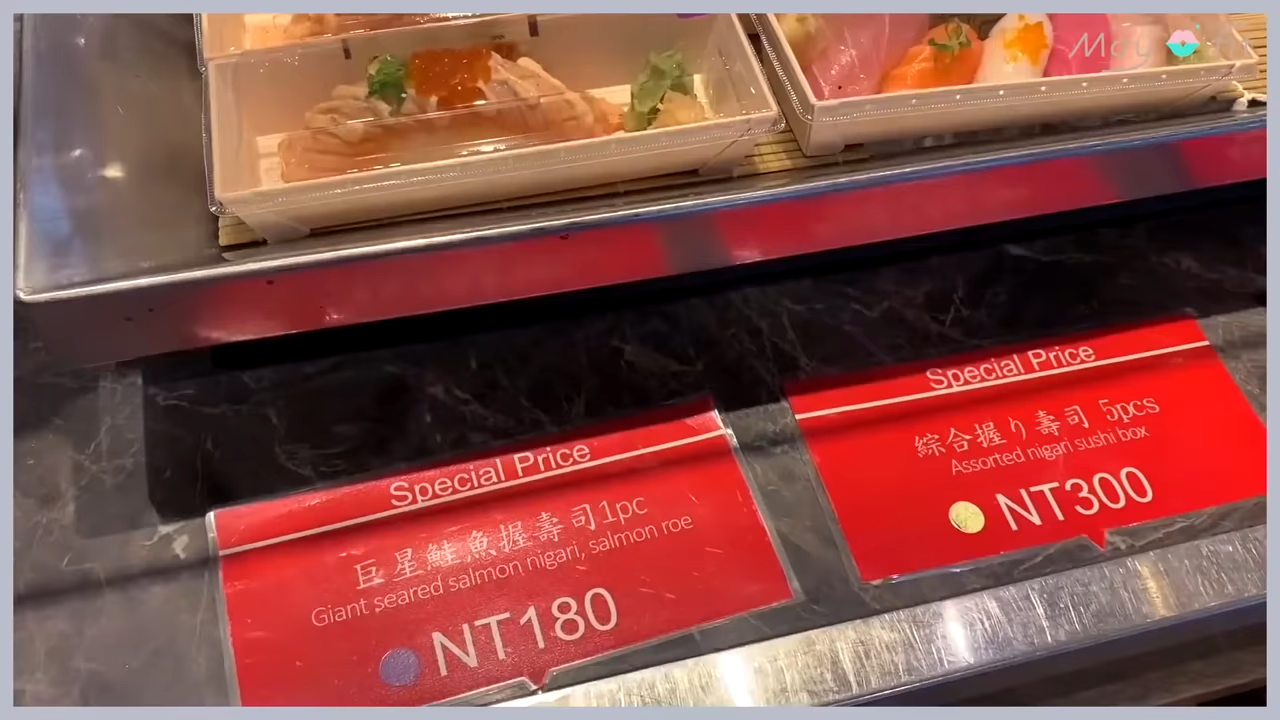 Special Price
巨星鮭魚握壽司1pc
Giant seared salmon nigari, salmon roe
NT180
Special Price
綜合握り壽司 5pcs
Assorted nigari sushi box
NT300